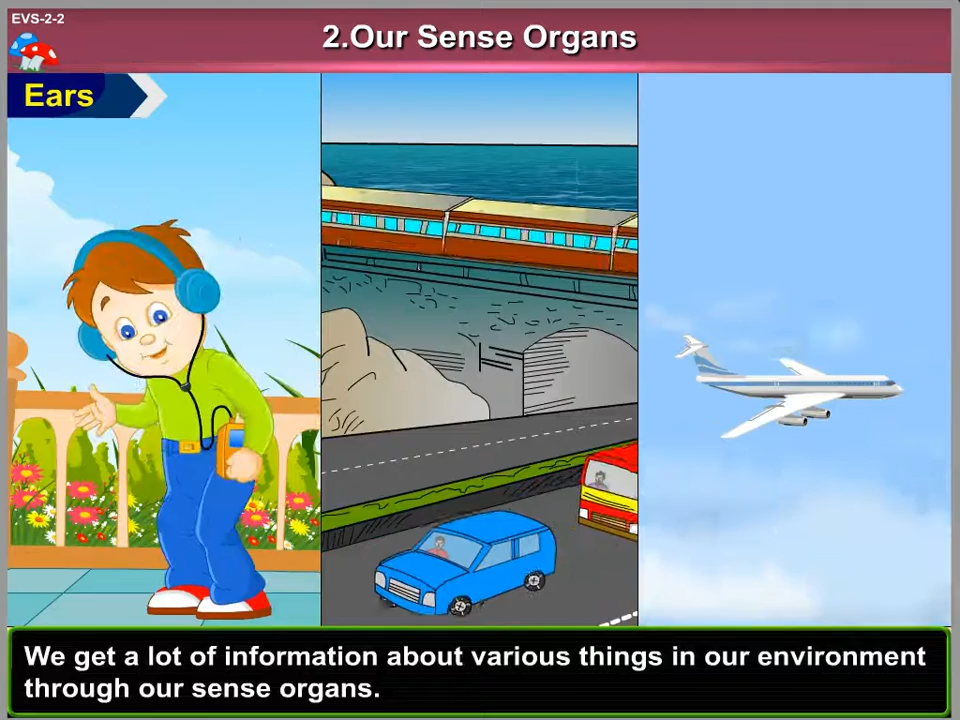 EVS-2-2
2.Our Sense Organs
Ears
We get a lot of information about various things in our environment
through our sense organs.